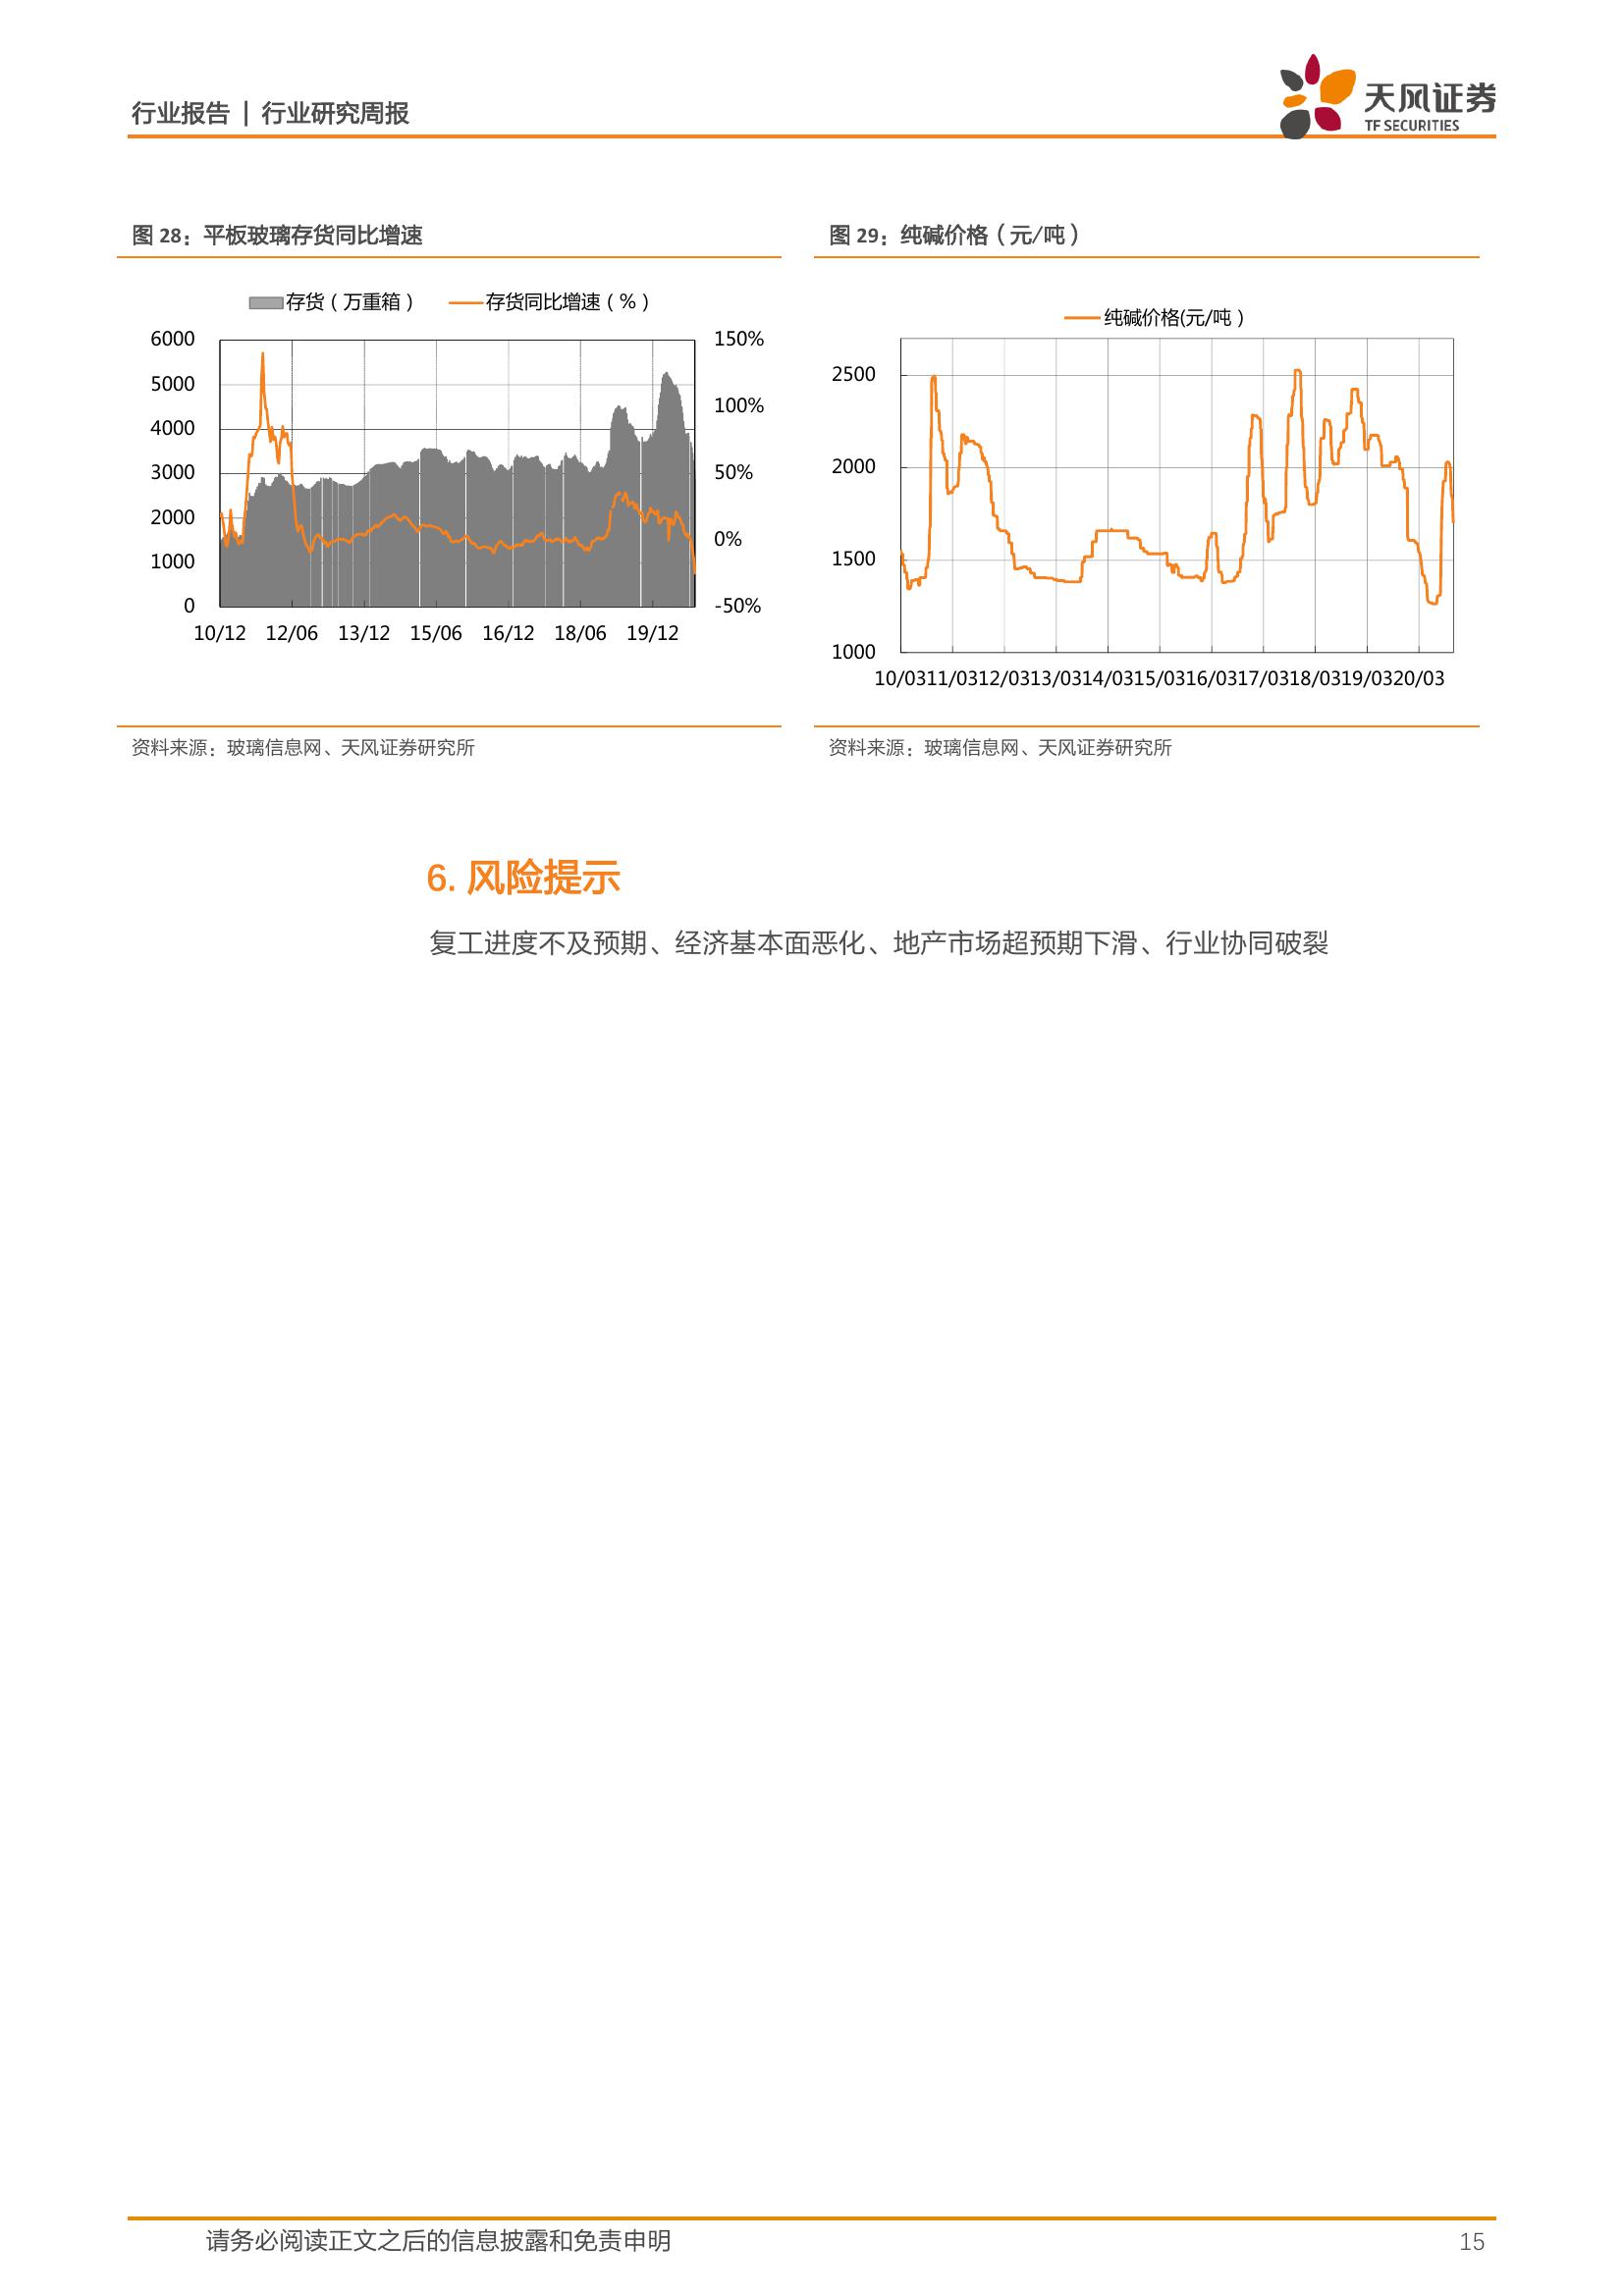 行业报告 | 行业研究周报
天风证券
TF SECURITIES
图 28：平板玻璃存货同比增速
存货（万重箱）
存货同比增速（%）
6000
5000
4000
3000
2000
1000
0
150%
100%
50%
0%
-50%
10/12 12/06 13/12 15/06 16/12 18/06 19/12
资料来源：玻璃信息网、天风证券研究所
图 29：纯碱价格（元/吨）
纯碱价格(元/吨）
2500
2000
1500
1000
10/0311/0312/0313/0314/0315/0316/0317/0318/0319/0320/03
资料来源：玻璃信息网、天风证券研究所
6. 风险提示
复工进度不及预期、经济基本面恶化、地产市场超预期下滑、行业协同破裂
请务必阅读正文之后的信息披露和免责申明
15